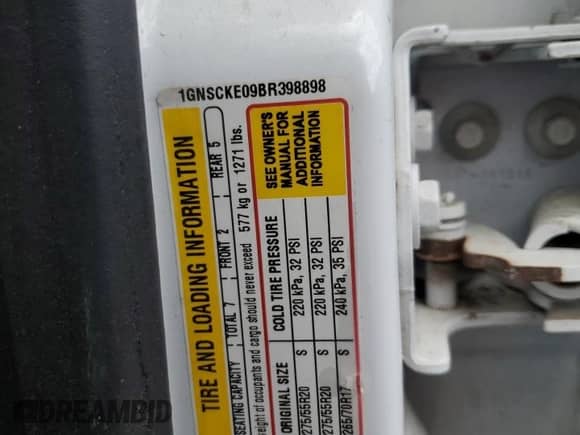 1GNSCKE09BR398898
TIRE AND LOADING INFORMATION
SEATING CAPACITY | TOTAL 7 | FRONT 2 | REAR 5
weight of occupants and cargo should never exceed 577 kg or 1271 lbs.
ORIGINAL SIZE COLD TIRE PRESSURE
275/55R20 S 220 kPa, 32 PSI
275/55R20 S 220 kPa, 32 PSI
265/70R17 S 240 kPa, 35 PSI
SEE OWNER'S
MANUAL FOR
ADDITIONAL
INFORMATION
DREAMBID